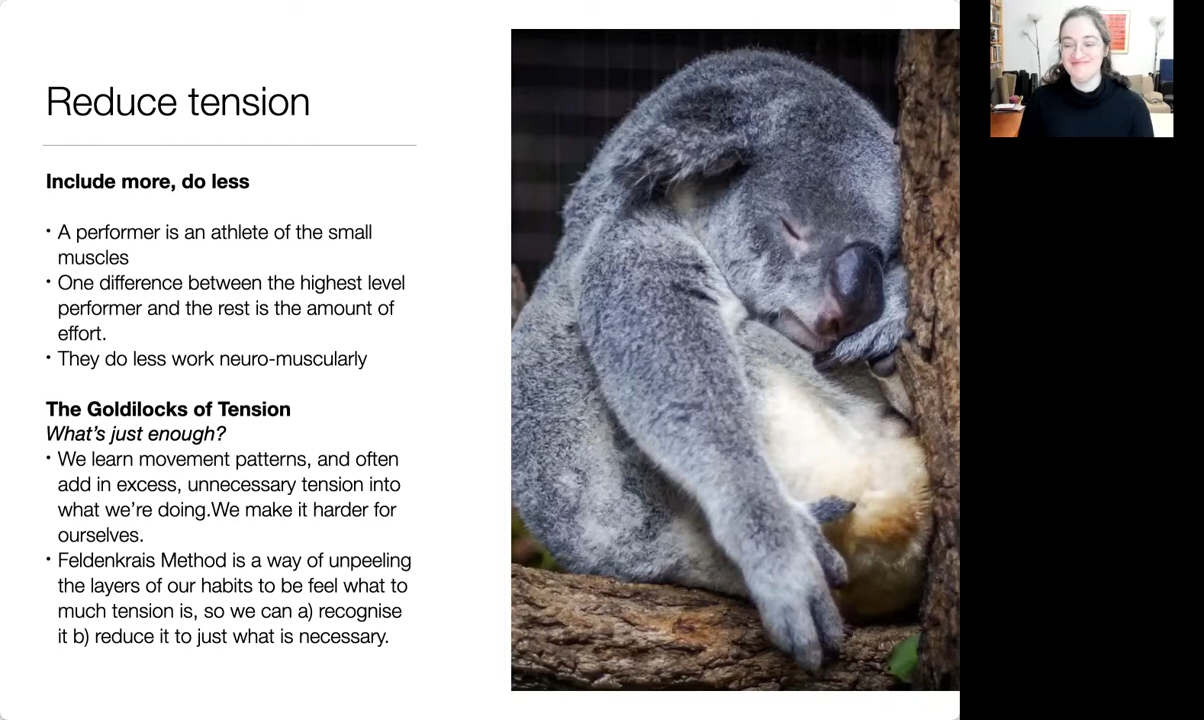 Reduce tension
Include more, do less
• A performer is an athlete of the small
muscles
• One difference between the highest level
performer and the rest is the amount of
effort.
• They do less work neuro-muscularly
The Goldilocks of Tension
What's just enough?
• We learn movement patterns, and often
add in excess, unnecessary tension into
what we're doing.We make it harder for
ourselves.
• Feldenkrais Method is a way of unpeeling
the layers of our habits to be feel what to
much tension is, so we can a) recognise
it b) reduce it to just what is necessary.